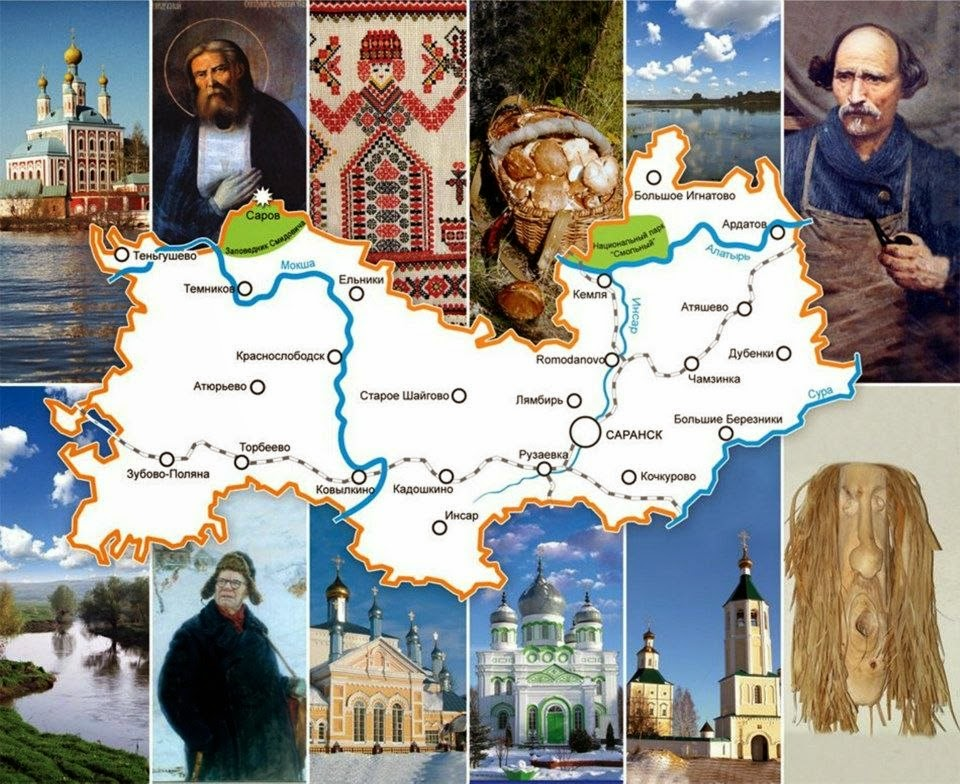 Большое Игнатово
Саров
Заповедник Смидовича
Ардатов
Национальный парк
"Смольный"
Алатырь
Теньгушево
Мокша
Темников
Ельники
Кемля
Инсар
Атяшево
Краснослободск
Romodanovo
Дубенки
Чамзинка
Атюрьево
Старое Шайгово
Лямбирь
Сура
Большие Березники
САРАНСК
Торбеево
Рузаевка
Зубово-Поляна
Ковылкино
Кадошкино
Кочкурово
Инсар